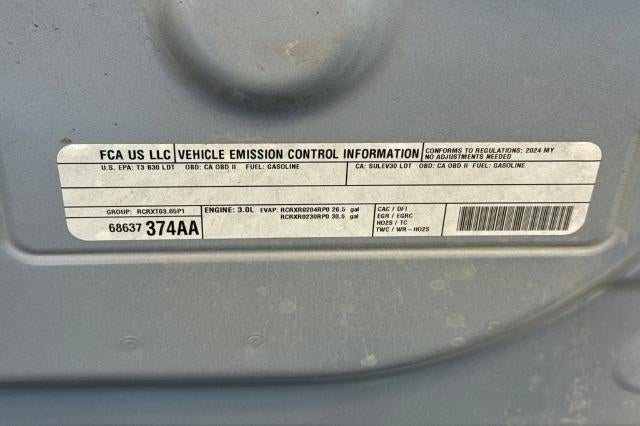 FCA US LLC VEHICLE EMISSION CONTROL INFORMATION CONFORMS TO REGULATIONS: 2024 MY
NO ADJUSTMENTS NEEDED
U.S. EPA: T3 B30 LDT OBD: CA OBD II FUEL: GASOLINE CA: SULEV30 LDT OBD: CA OBD II FUEL: GASOLINE
GROUP: RCRXT03.05P1
68637 374AA
ENGINE: 3.0L EVAP: RCRXR0204RP0 26.5 gal
RCRXR0230RP0 30.5 gal
CAC / DFI
EGR / EGRC
HO2S / TC
TWC / WR-HO2S